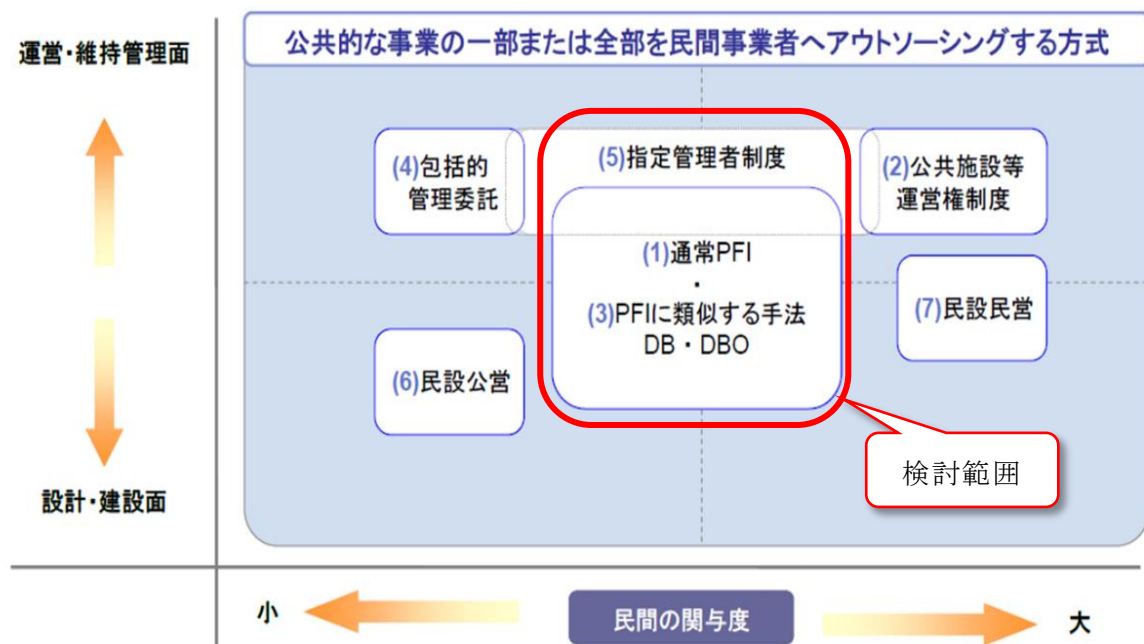 公共的な事業の一部または全部を民間事業者へアウトソーシングする方式
運営・維持管理面
(4)包括的
管理委託
(5)指定管理者制度
(2)公共施設等
運営権制度
(1)通常PFI
・
(3)PFIに類似する手法
DB・DBO
(7)民設民営
(6)民設公営
検討範囲
設計・建設面
小
民間の関与度
大